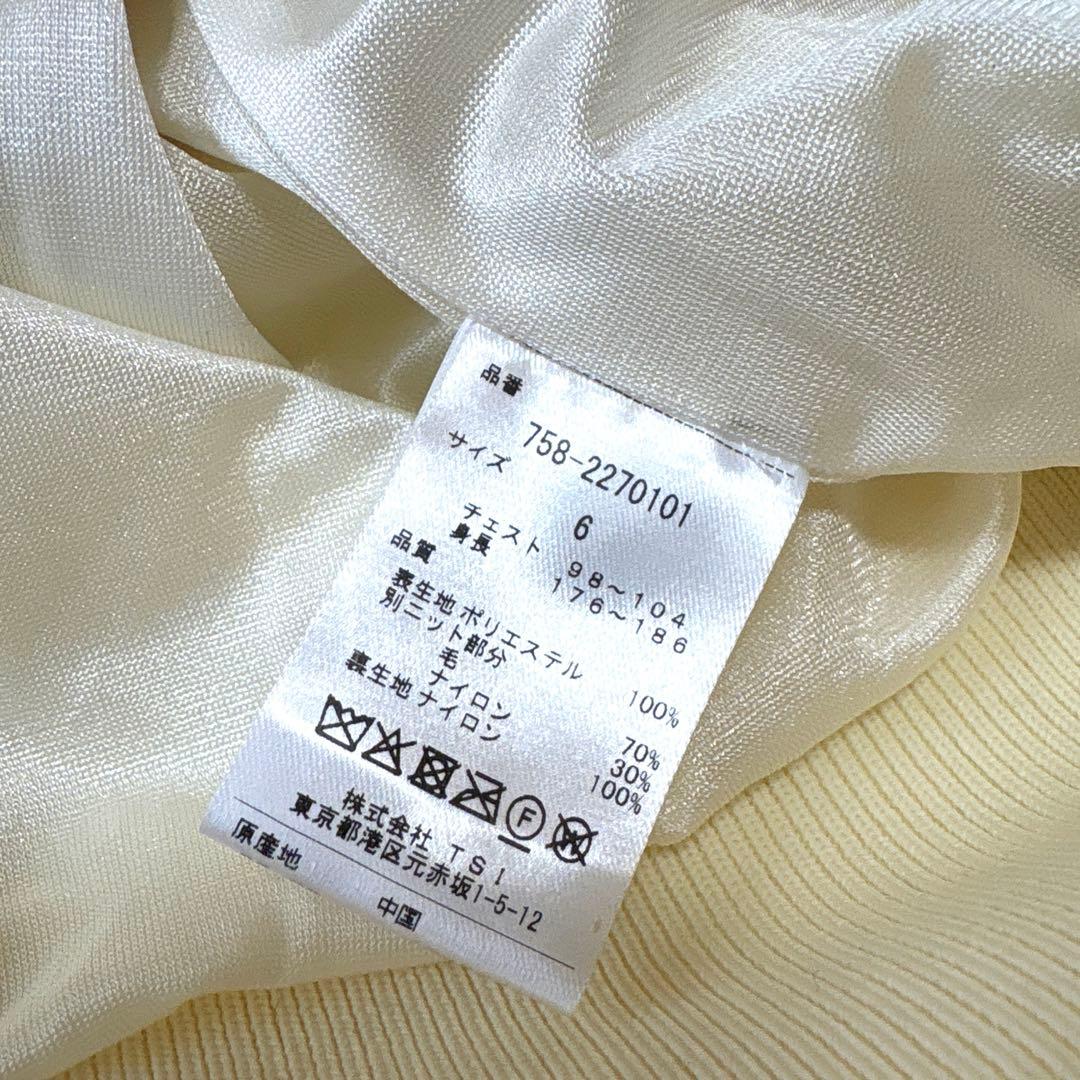 品番
758-2270101
サイズ
6
チェスト 98～104
身長 176～186
品質
表生地 ポリエステル 100%
別ニット部分
毛 70%
ナイロン 30%
裏生地 ナイロン 100%
F W
株式会社 TSI
東京都港区元赤坂1-5-12
原産地
中国